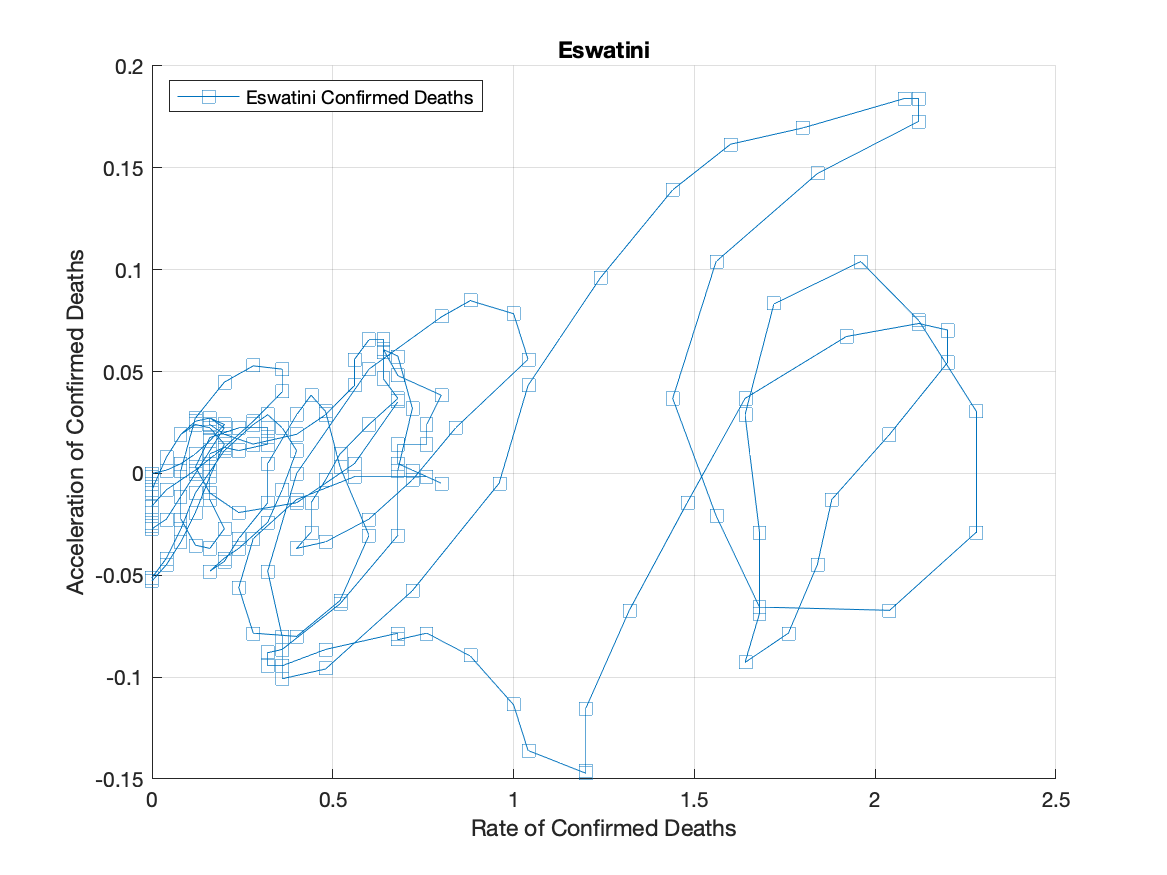 Eswatini
Eswatini Confirmed Deaths
0.2
0.15
0.1
0.05
0
-0.05
-0.1
-0.15
Acceleration of Confirmed Deaths
0 0.5 1 1.5 2 2.5
Rate of Confirmed Deaths